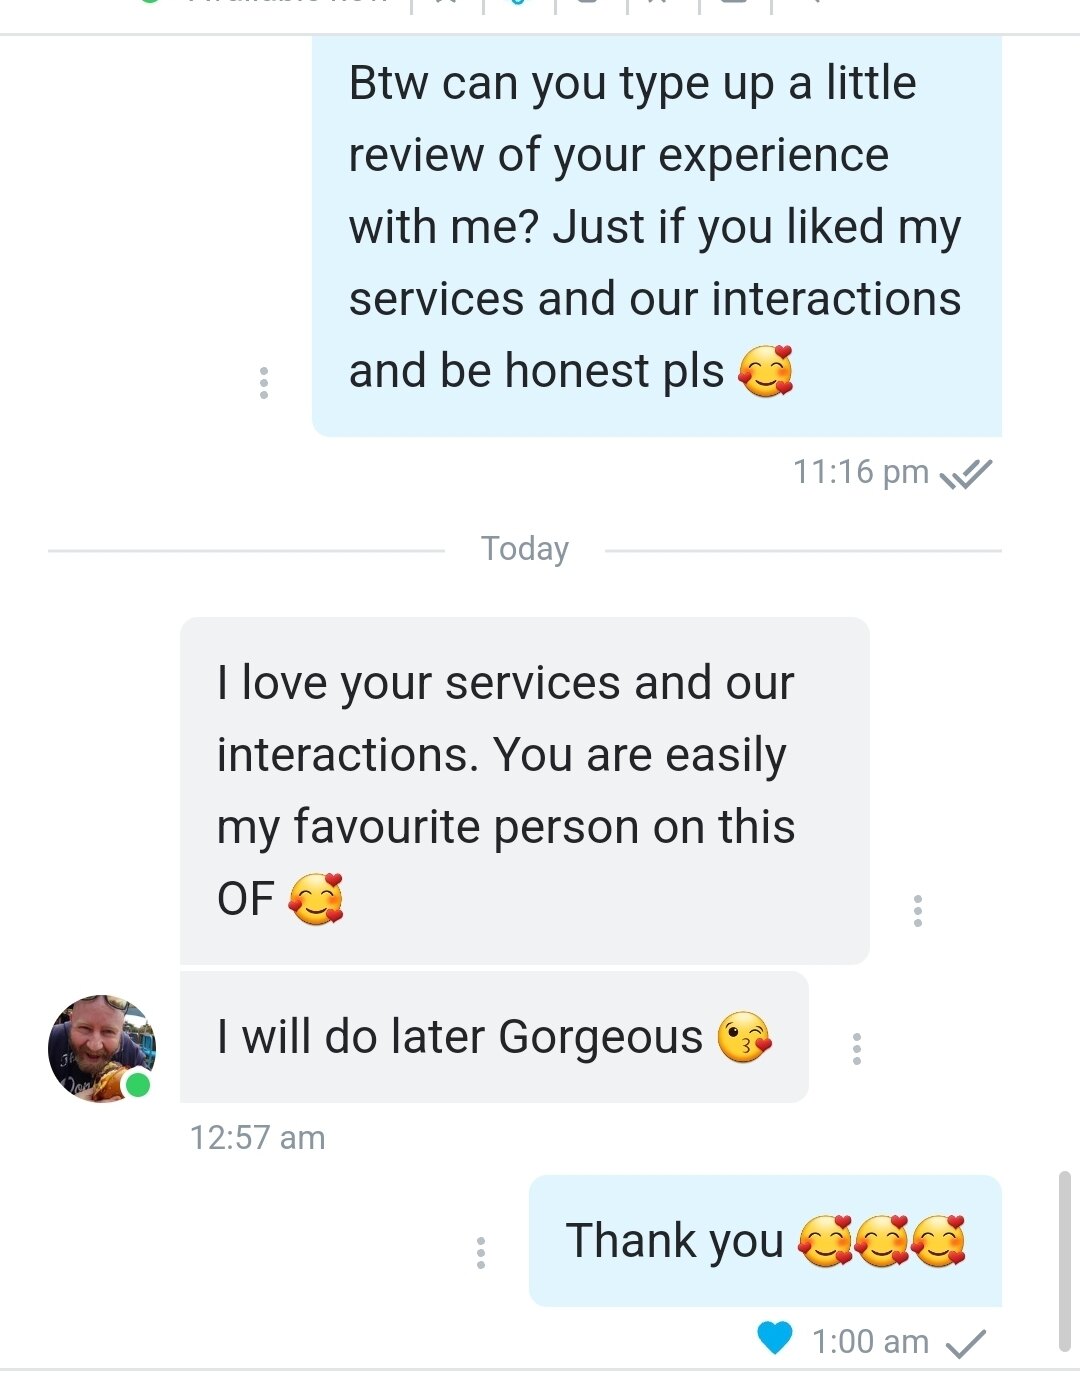 Btw can you type up a little
review of your experience
with me? Just if you liked my
services and our interactions
and be honest pls 🥰
11:16 pm
Today
I love your services and our
interactions. You are easily
my favourite person on this
OF 🥰
I will do later Gorgeous 😘
12:57 am
Thank you 🥰🥰🥰
1:00 am